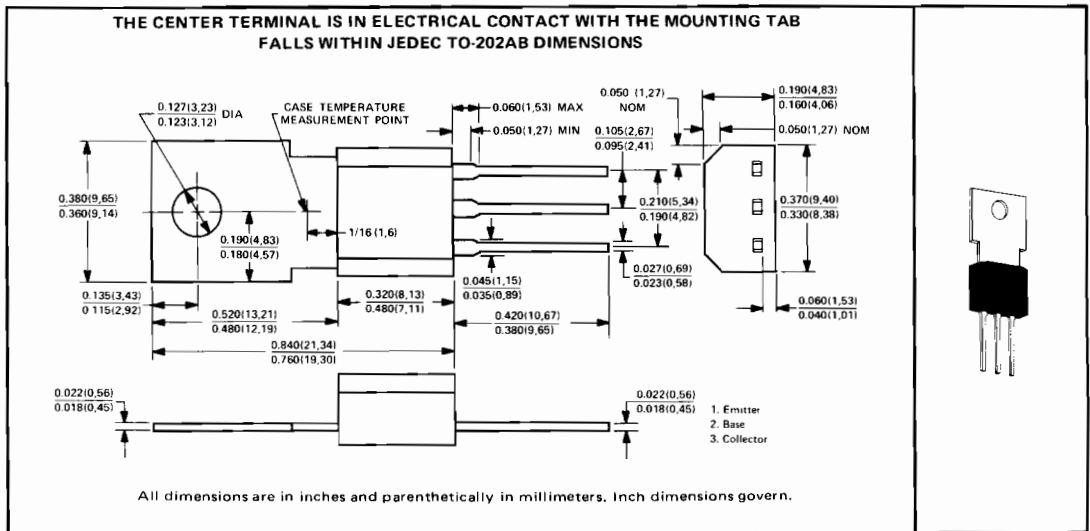 THE CENTER TERMINAL IS IN ELECTRICAL CONTACT WITH THE MOUNTING TAB
FALLS WITHIN JEDEC TO-202AB DIMENSIONS
0.127(3,23)
0.123(3,12) DIA
CASE TEMPERATURE
MEASUREMENT POINT
0.060(1,53) MAX
0.050(1,27) MIN
0.050 (1,27)
NOM
0.190(4,83)
0.160(4,06)
0.050(1,27) NOM
0.105(2,67)
0.095(2,41)
0.380(9,65)
0.360(9,14)
0.190(4,83)
0.180(4,57)
1/16 (1,6)
0.210(5,34)
0.190(4,82)
0.370(9,40)
0.330(8,38)
0.045(1,15)
0.035(0,89)
0.027(0,69)
0.023(0,58)
0.135(3,43)
0 115(2,92)
0.520(13,21)
0.480(12,19)
0.320(8,13)
0.480(7,11)
0.420(10,67)
0.380(9,65)
0.060(1,53)
0.040(1,01)
0.840(21,34)
0.760(19,30)
0.022(0,56)
0.018(0,45)
0.022(0,56)
0.018(0,45)
1. Emitter
2. Base
3. Collector
All dimensions are in inches and parenthetically in millimeters. Inch dimensions govern.